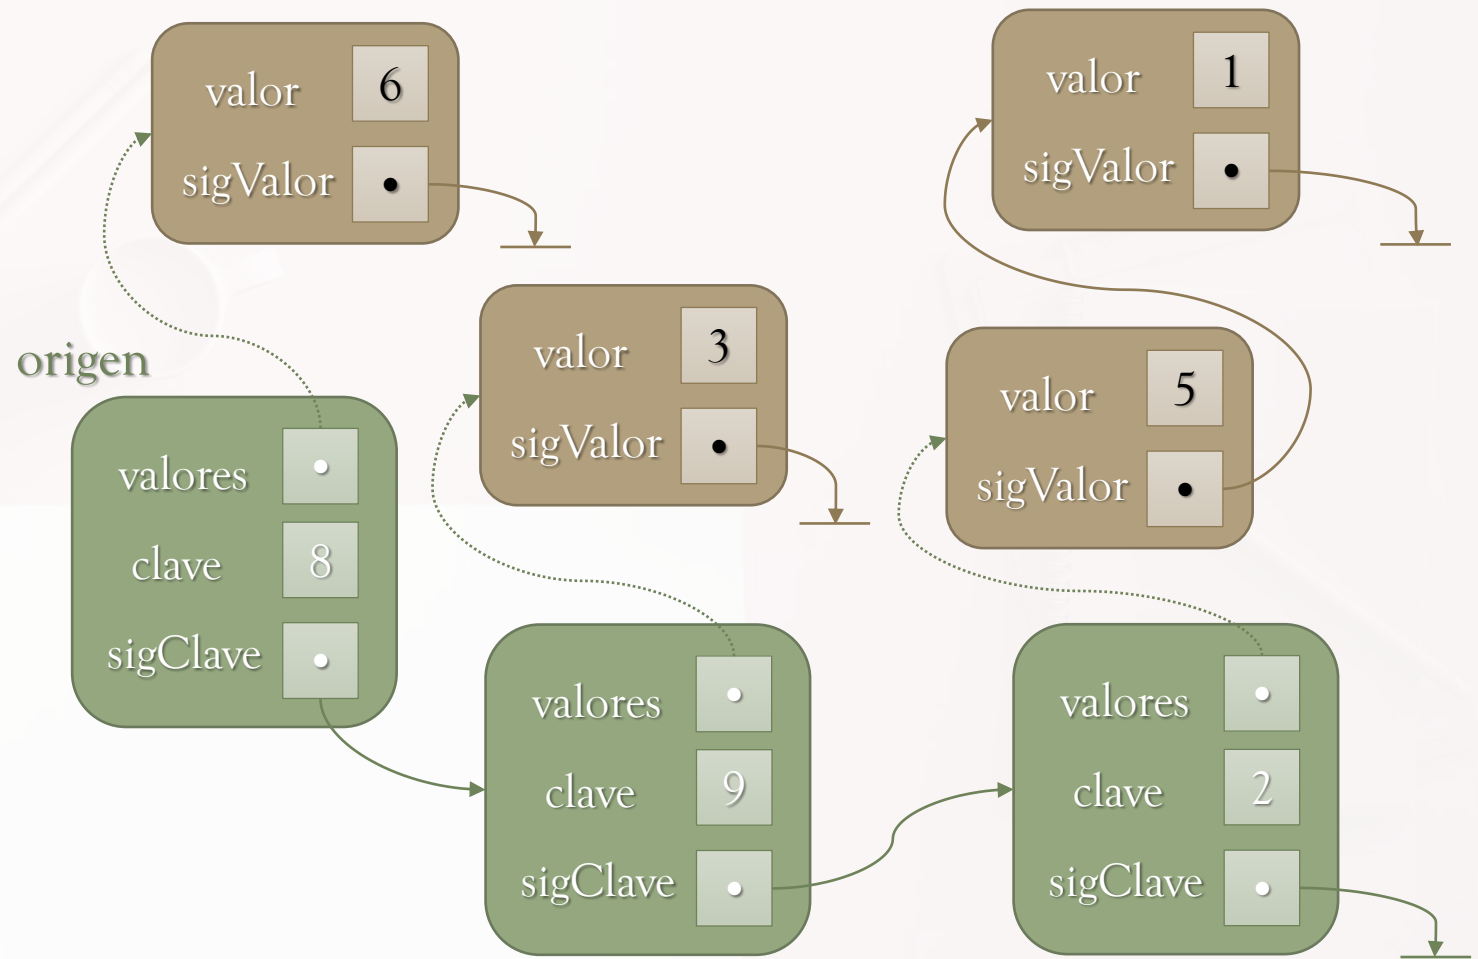 valor 6
sigValor
valor 1
sigValor
origen
valor 3
sigValor
valor 5
sigValor
valores
clave 8
sigClave
valores
clave 9
sigClave
valores
clave 2
sigClave